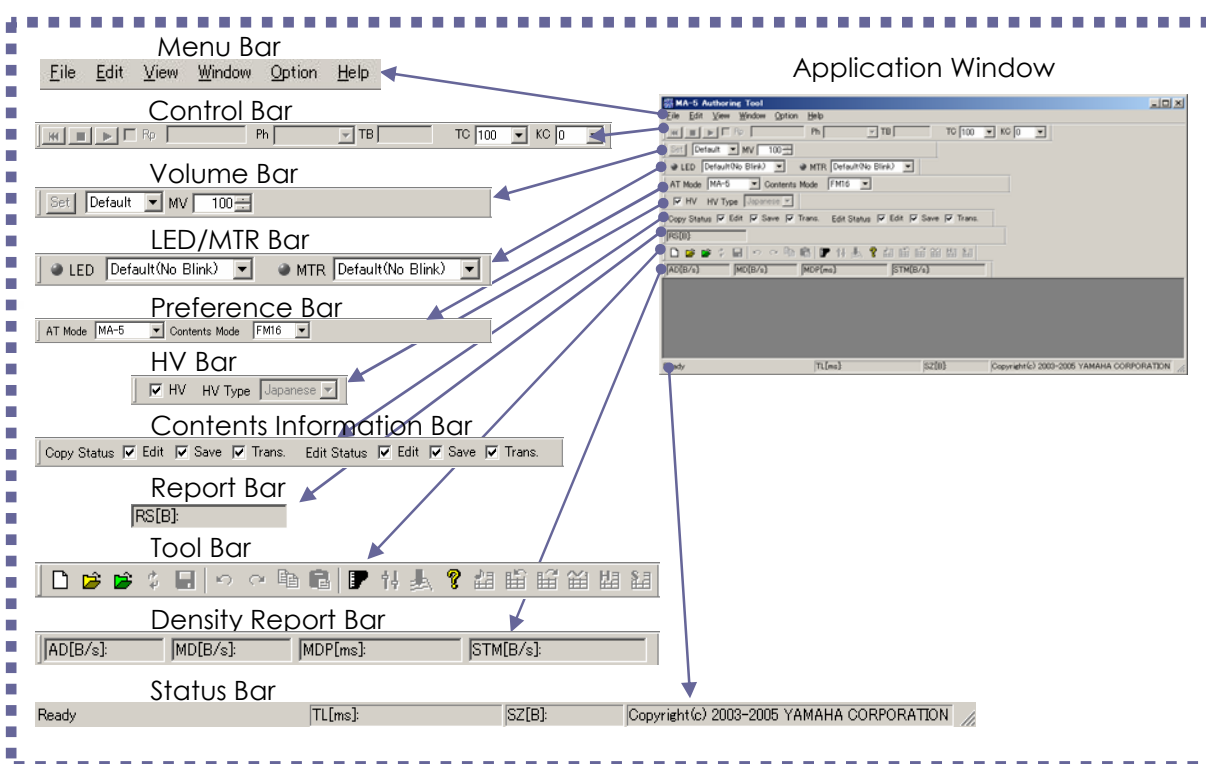 Menu Bar
File Edit View Window Option Help
Control Bar
Rp Ph TB TC 100 KC 0
Volume Bar
Set Default MV 100
LED/MTR Bar
LED Default(No Blink) MTR Default(No Blink)
Preference Bar
AT Mode MA-5 Contents Mode FM16
HV Bar
HV HV Type Japanese
Contents Information Bar
Copy Status Edit Save Trans. Edit Status Edit Save Trans.
Report Bar
RS[B]:
Tool Bar
Density Report Bar
AD[B/s]: MD[B/s]: MDP[ms]: STM[B/s]:
Status Bar
Ready TL[ms]: SZ[B]: Copyright(c) 2003-2005 YAMAHA CORPORATION
Application Window
MA-5 Authoring Tool
File Edit View Window Option Help
Rp Ph TB TC 100 KC 0
Set Default MV 100
LED Default(No Blink) MTR Default(No Blink)
AT Mode MA-5 Contents Mode FM16
HV HV Type Japanese
Copy Status Edit Save Trans. Edit Status Edit Save Trans.
RS[B]:
AD[B/s]: MD[B/s]: MDP[ms]: STM[B/s]:
Ready TL[ms]: SZ[B]: Copyright(c) 2003-2005 YAMAHA CORPORATION